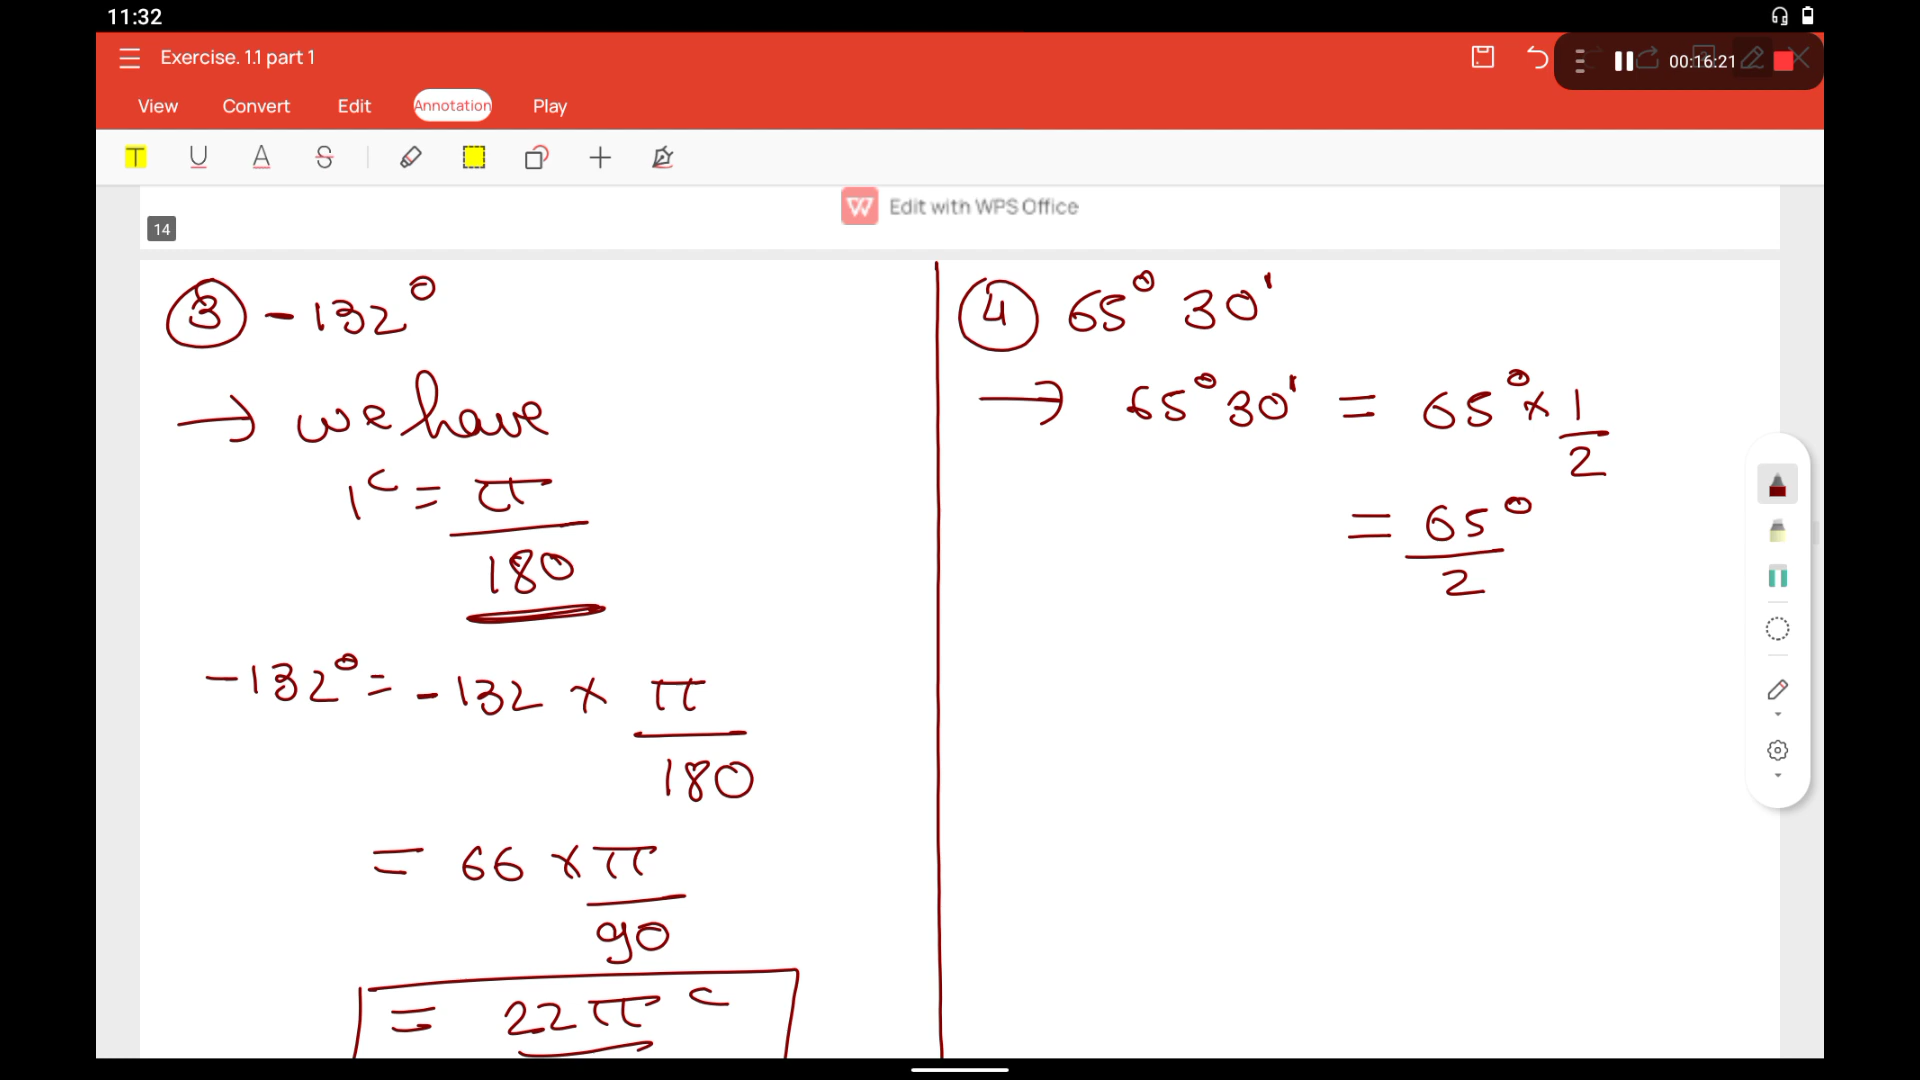 11:32
Exercise. 1.1 part 1
00:16:21
View Convert Edit Annotation Play
T U A S
Edit with WPS Office
14
③ -132°
→ we have
1ᶜ = π
180
-132° = -132 × π
180
= 66 × π
90
= 22π ᶜ
④ 65° 30'
→ 65° 30' = 65° × 1
2
= 65°
2